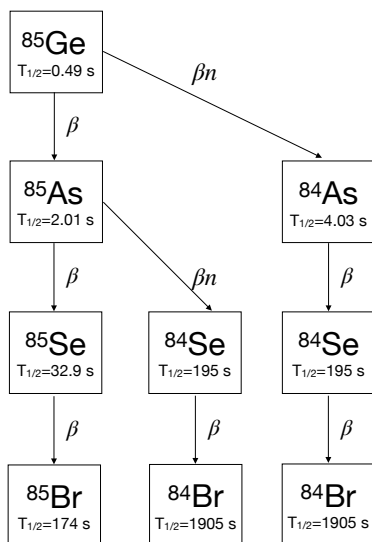 ⁸⁵Ge
T₁/₂=0.49 s
βn
β
⁸⁵As
T₁/₂=2.01 s
⁸⁴As
T₁/₂=4.03 s
β
βn
β
⁸⁵Se
T₁/₂=32.9 s
⁸⁴Se
T₁/₂=195 s
⁸⁴Se
T₁/₂=195 s
β
β
β
⁸⁵Br
T₁/₂=174 s
⁸⁴Br
T₁/₂=1905 s
⁸⁴Br
T₁/₂=1905 s